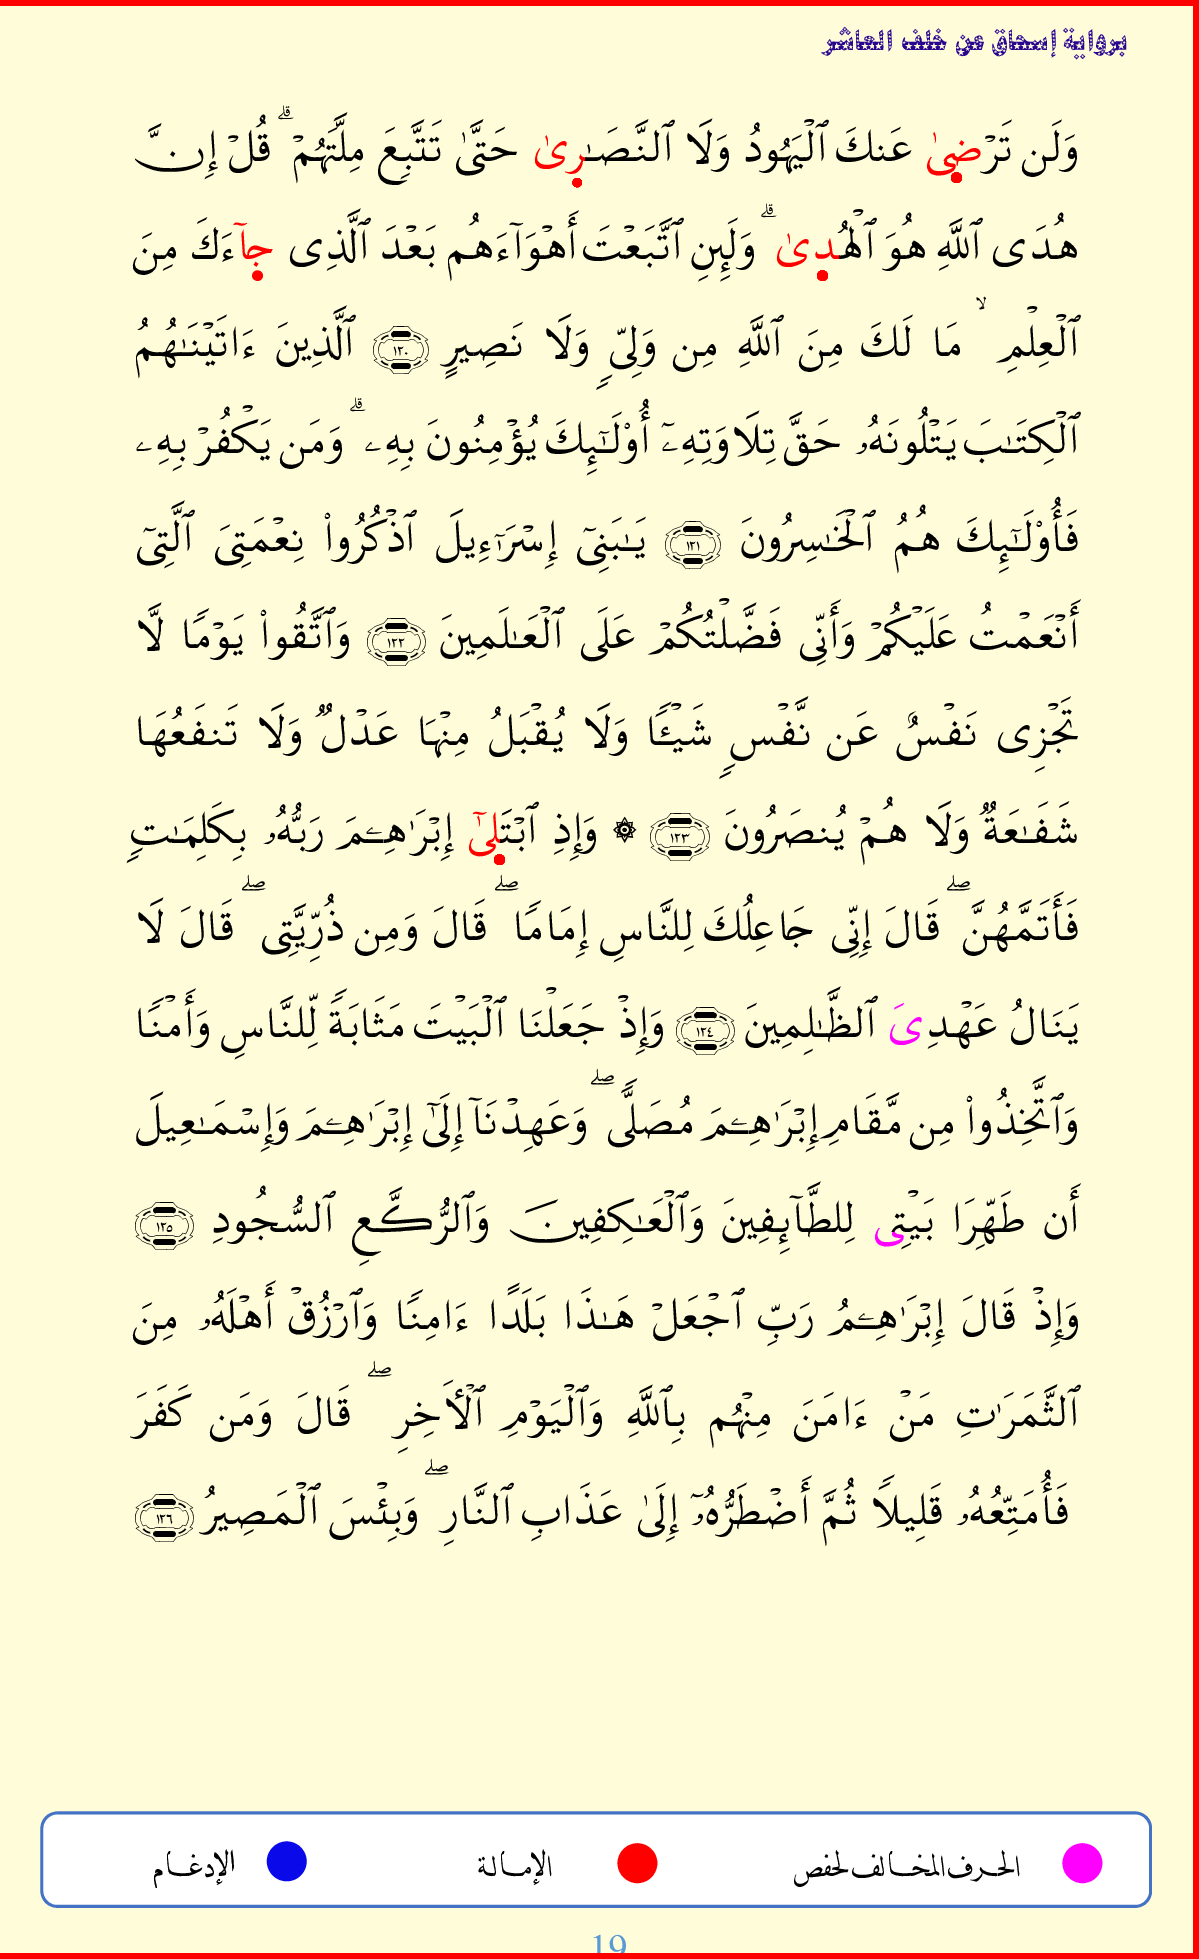 برواية إسحاق عن خلف العاشر
وَلَن تَرۡضِىٰ عَنكَ ٱلۡيَهُودُ وَلَا ٱلنَّصَـٰرِىٰ حَتَّىٰ تَتَّبِعَ مِلَّتَهُمۡۗ قُلۡ إِنَّ
هُدَى ٱللَّهِ هُوَ ٱلۡهُدِىٰۗ وَلَئِنِ ٱتَّبَعۡتَ أَهۡوَآءَهُم بَعۡدَ ٱلَّذِى جِآءَكَ مِنَ
ٱلۡعِلۡمِۙ مَا لَكَ مِنَ ٱللَّهِ مِن وَلِىّٖ وَلَا نَصِيرٍ ١٢٠ ٱلَّذِينَ ءَاتَيۡنَـٰهُمُ
ٱلۡكِتَـٰبَ يَتۡلُونَهُۥ حَقَّ تِلَاوَتِهِۦٓ أُوْلَـٰٓئِكَ يُؤۡمِنُونَ بِهِۦۗ وَمَن يَكۡفُرۡ بِهِۦ
فَأُوْلَـٰٓئِكَ هُمُ ٱلۡخَـٰسِرُونَ ١٢١ يَـٰبَنِىٓ إِسۡرَـٰٓءِيلَ ٱذۡكُرُواْ نِعۡمَتِىَ ٱلَّتِىٓ
أَنۡعَمۡتُ عَلَيۡكُمۡ وَأَنِّى فَضَّلۡتُكُمۡ عَلَى ٱلۡعَـٰلَمِينَ ١٢٢ وَٱتَّقُواْ يَوۡمٗا لَّا
تَجۡزِى نَفۡسٌ عَن نَّفۡسٖ شَيۡـٔٗا وَلَا يُقۡبَلُ مِنۡهَا عَدۡلٞ وَلَا تَنفَعُهَا
شَفَـٰعَةٞ وَلَا هُمۡ يُنصَرُونَ ١٢٣ ۞ وَإِذِ ٱبۡتَلِىٰٓ إِبۡرَٰهِـۧمَ رَبُّهُۥ بِكَلِمَـٰتٖ
فَأَتَمَّهُنَّۖ قَالَ إِنِّى جَاعِلُكَ لِلنَّاسِ إِمَامٗاۖ قَالَ وَمِن ذُرِّيَّتِىۖ قَالَ لَا
يَنَالُ عَهۡدِىَ ٱلظَّـٰلِمِينَ ١٢٤ وَإِذۡ جَعَلۡنَا ٱلۡبَيۡتَ مَثَابَةٗ لِّلنَّاسِ وَأَمۡنٗا
وَٱتَّخِذُواْ مِن مَّقَامِ إِبۡرَٰهِـۧمَ مُصَلّٗىۖ وَعَهِدۡنَآ إِلَىٰٓ إِبۡرَٰهِـۧمَ وَإِسۡمَـٰعِيلَ
أَن طَهِّرَا بَيۡتِى لِلطَّآئِفِينَ وَٱلۡعَـٰكِفِينَ وَٱلرُّكَّعِ ٱلسُّجُودِ ١٢٥
وَإِذۡ قَالَ إِبۡرَٰهِـۧمُ رَبِّ ٱجۡعَلۡ هَـٰذَا بَلَدًا ءَامِنٗا وَٱرۡزُقۡ أَهۡلَهُۥ مِنَ
ٱلثَّمَرَٰتِ مَنۡ ءَامَنَ مِنۡهُم بِٱللَّهِ وَٱلۡيَوۡمِ ٱلۡأٓخِرِۖ قَالَ وَمَن كَفَرَ
فَأُمَتِّعُهُۥ قَلِيلٗا ثُمَّ أَضۡطَرُّهُۥٓ إِلَىٰ عَذَابِ ٱلنَّارِۖ وَبِئۡسَ ٱلۡمَصِيرُ ١٢٦
الحرف المخالف لحفص الإمالة الإدغام
19